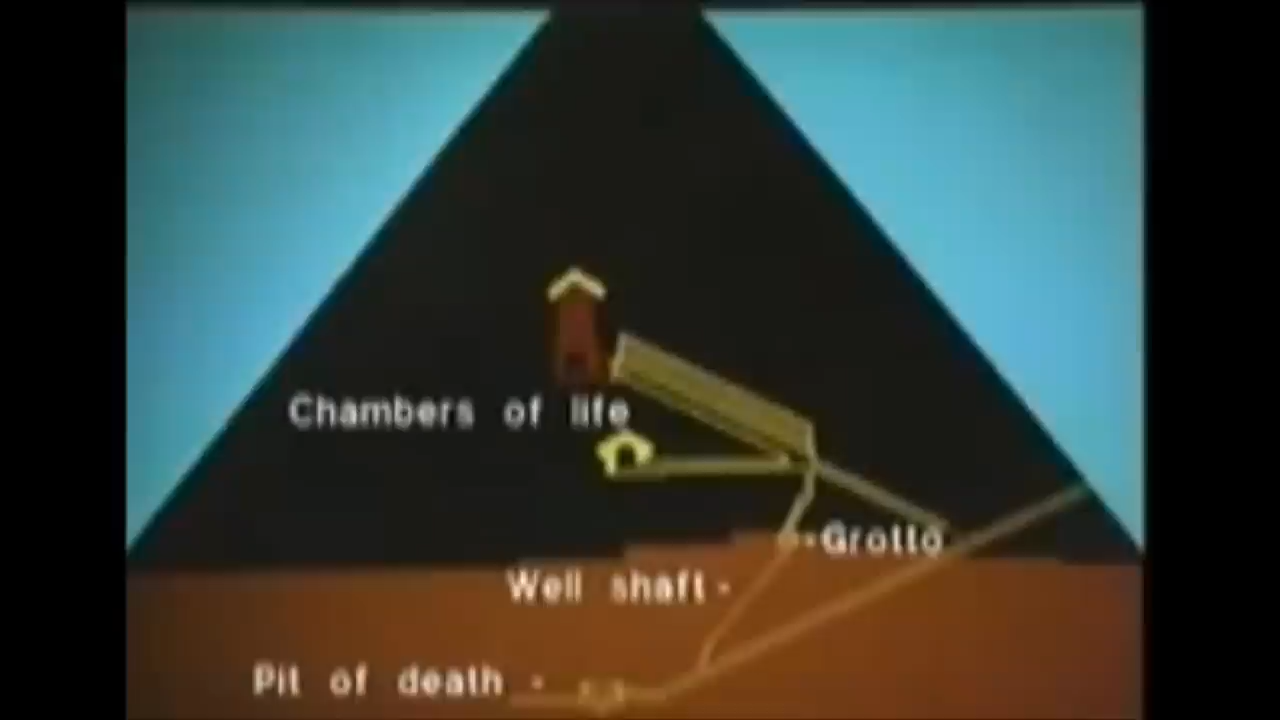 Chambers of life
-Grotto
Well shaft -
Pit of death -